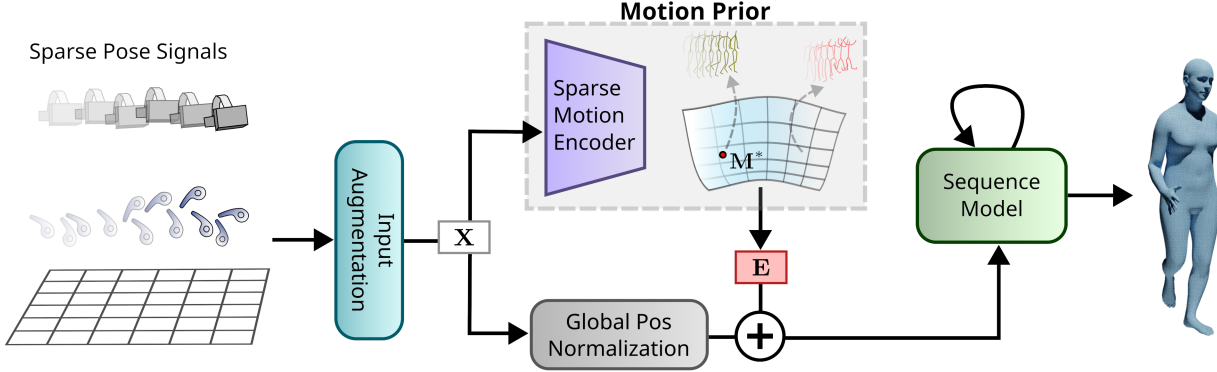 Motion Prior
Sparse Pose Signals
Sparse
Motion
Encoder
M*
Input
Augmentation
X
E
Global Pos
Normalization
+
Sequence
Model